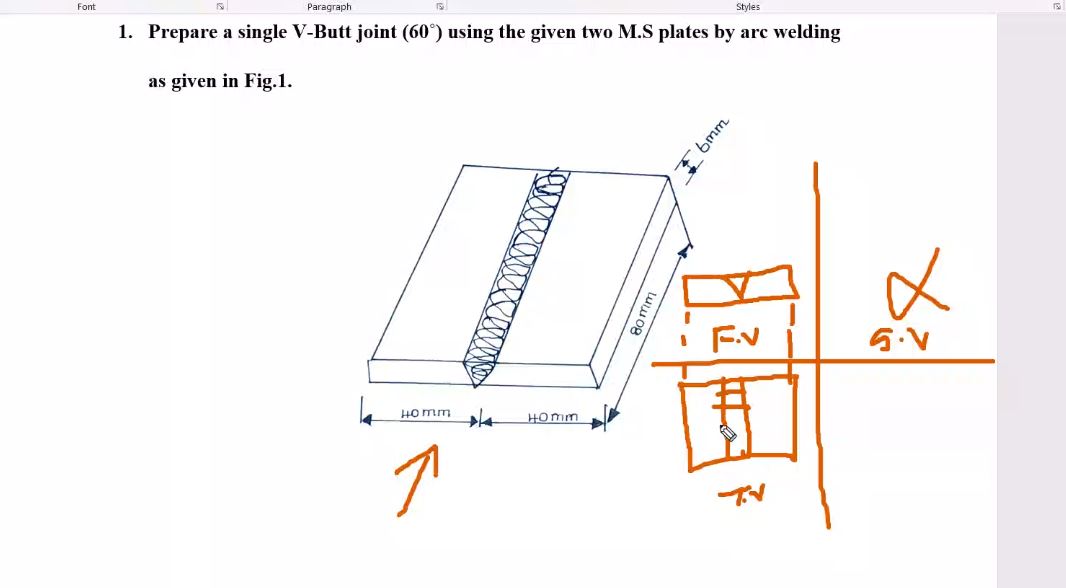 Font Paragraph Styles
1. Prepare a single V-Butt joint (60°) using the given two M.S plates by arc welding
as given in Fig.1.
6mm
80mm
F.V
S.V
40mm 40mm
T.V